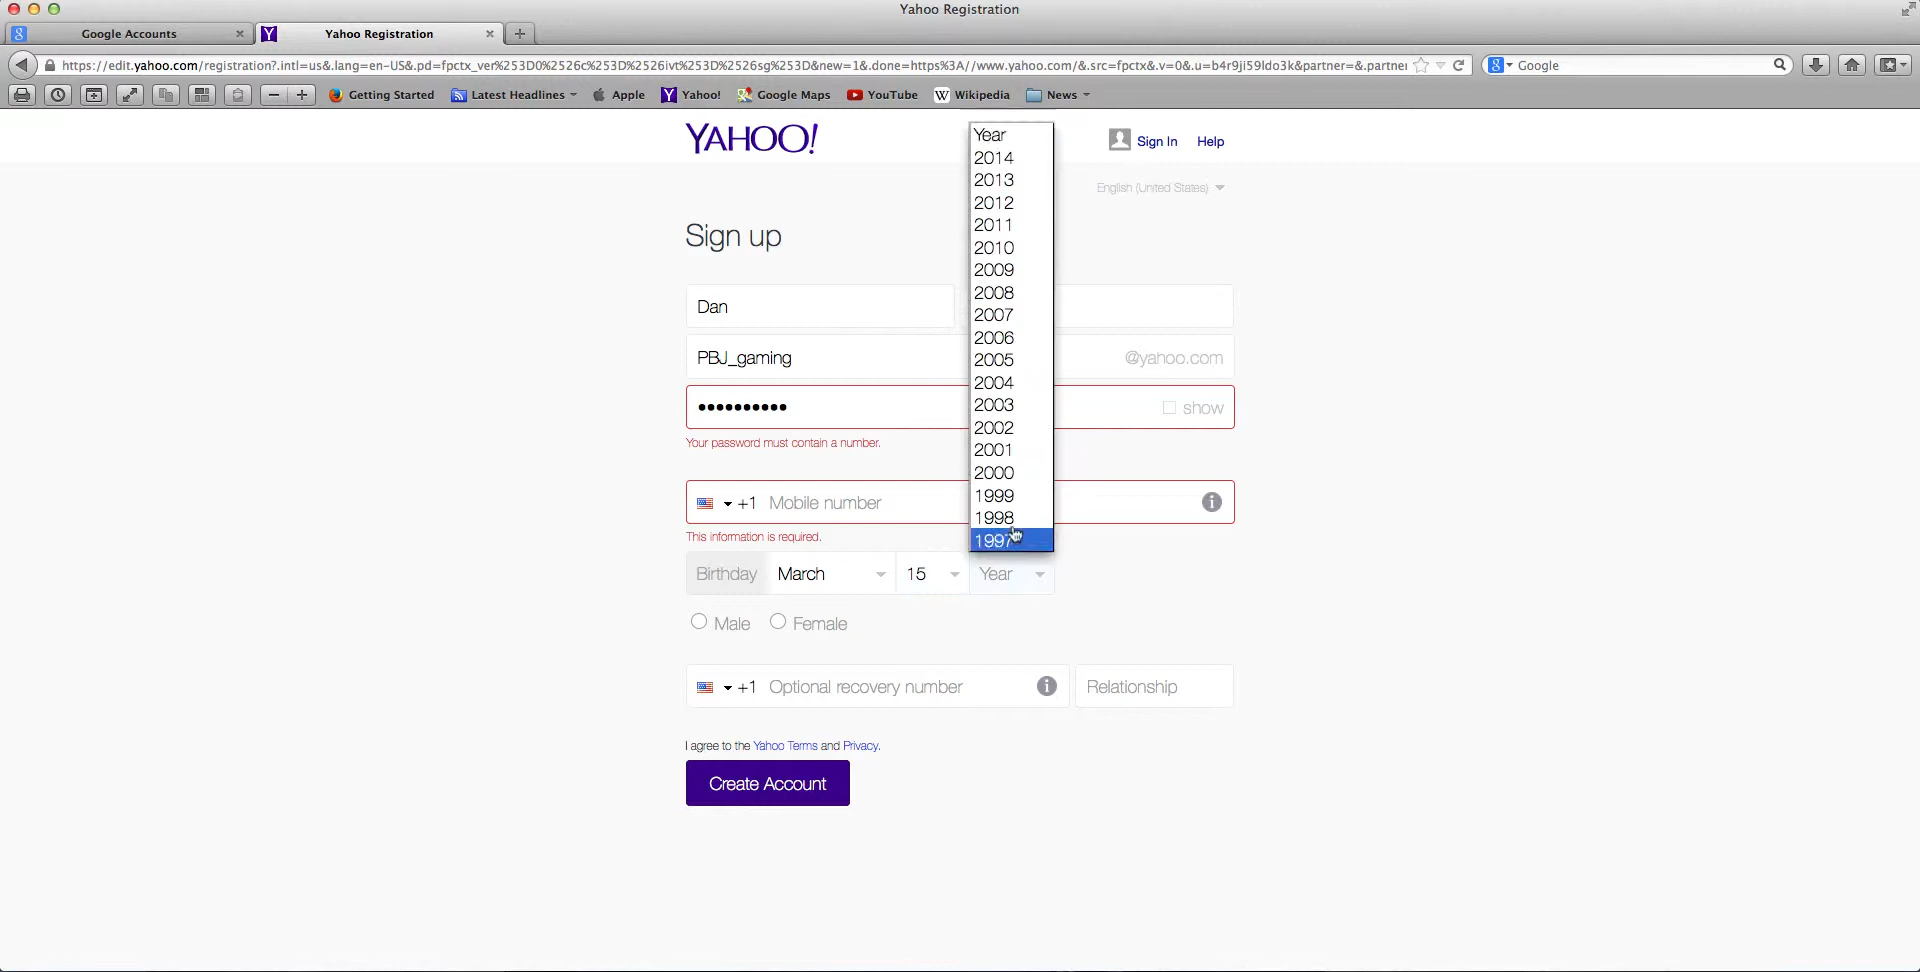 Yahoo Registration
Google Accounts
Yahoo Registration
https://edit.yahoo.com/registration?.intl=us&.lang=en-US&.pd=fpctx_ver%253D0%2526c%253D%2526ivt%253D%2526sg%253D&new=1&.done=https%3A//www.yahoo.com/&.src=fpctx&.v=0&.u=b4r9ji59ldo3k&partner=&.partner
Google
Getting Started
Latest Headlines
Apple
Yahoo!
Google Maps
YouTube
Wikipedia
News
YAHOO!
Sign In
Help
English (United States)
Sign up
Dan
PBJ_gaming
@yahoo.com
••••••••••
show
Your password must contain a number.
+1 Mobile number
This information is required.
Year
2014
2013
2012
2011
2010
2009
2008
2007
2006
2005
2004
2003
2002
2001
2000
1999
1998
1997
Birthday March 15 Year
Male Female
+1 Optional recovery number
Relationship
I agree to the Yahoo Terms and Privacy.
Create Account